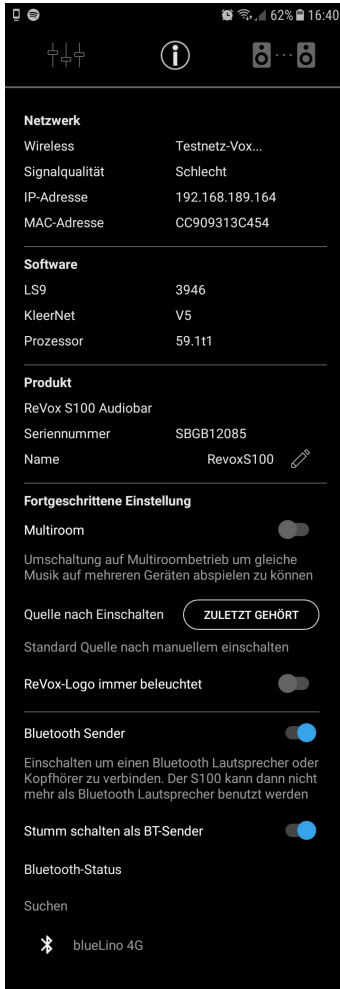 62% 16:40
Netzwerk
Wireless Testnetz-Vox...
Signalqualität Schlecht
IP-Adresse 192.168.189.164
MAC-Adresse CC909313C454
Software
LS9 3946
KleerNet V5
Prozessor 59.1t1
Produkt
ReVox S100 Audiobar
Seriennummer SBGB12085
Name RevoxS100
Fortgeschrittene Einstellung
Multiroom
Umschaltung auf Multiroombetrieb um gleiche
Musik auf mehreren Geräten abspielen zu können
Quelle nach Einschalten ZULETZT GEHÖRT
Standard Quelle nach manuellem einschalten
ReVox-Logo immer beleuchtet
Bluetooth Sender
Einschalten um einen Bluetooth Lautsprecher oder
Kopfhörer zu verbinden. Der S100 kann dann nicht
mehr als Bluetooth Lautsprecher benutzt werden
Stumm schalten als BT-Sender
Bluetooth-Status
Suchen
blueLino 4G